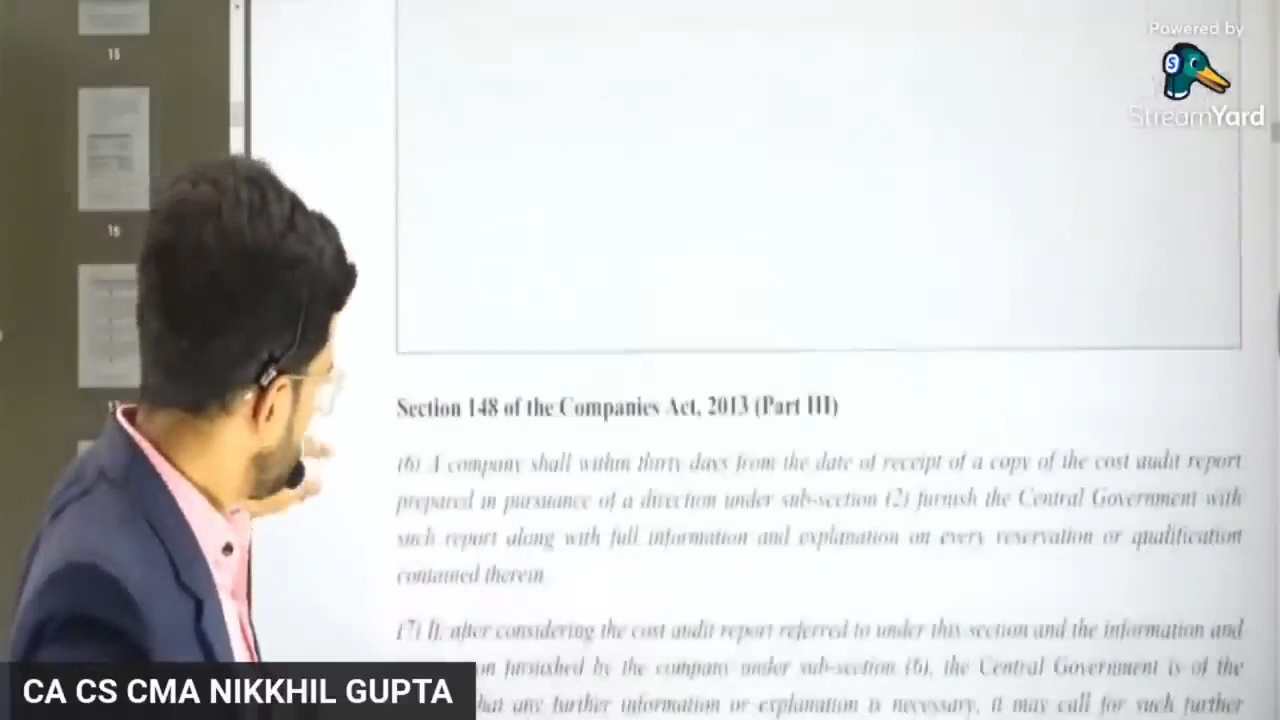 Powered by
StreamYard
15
16
Section 148 of the Companies Act, 2013 (Part III)
(6) A company shall within thirty days from the date of receipt of a copy of the cost audit report
prepared in pursuance of a direction under sub-section (2) furnish the Central Government with
such report along with full information and explanation on every reservation or qualification
contained therein.
(7) If, after considering the cost audit report referred to under this section and the information and
on furnished by the company under sub-section (6), the Central Government is of the
hat any further information or explanation is necessary, it may call for such further
CA CS CMA NIKKHIL GUPTA